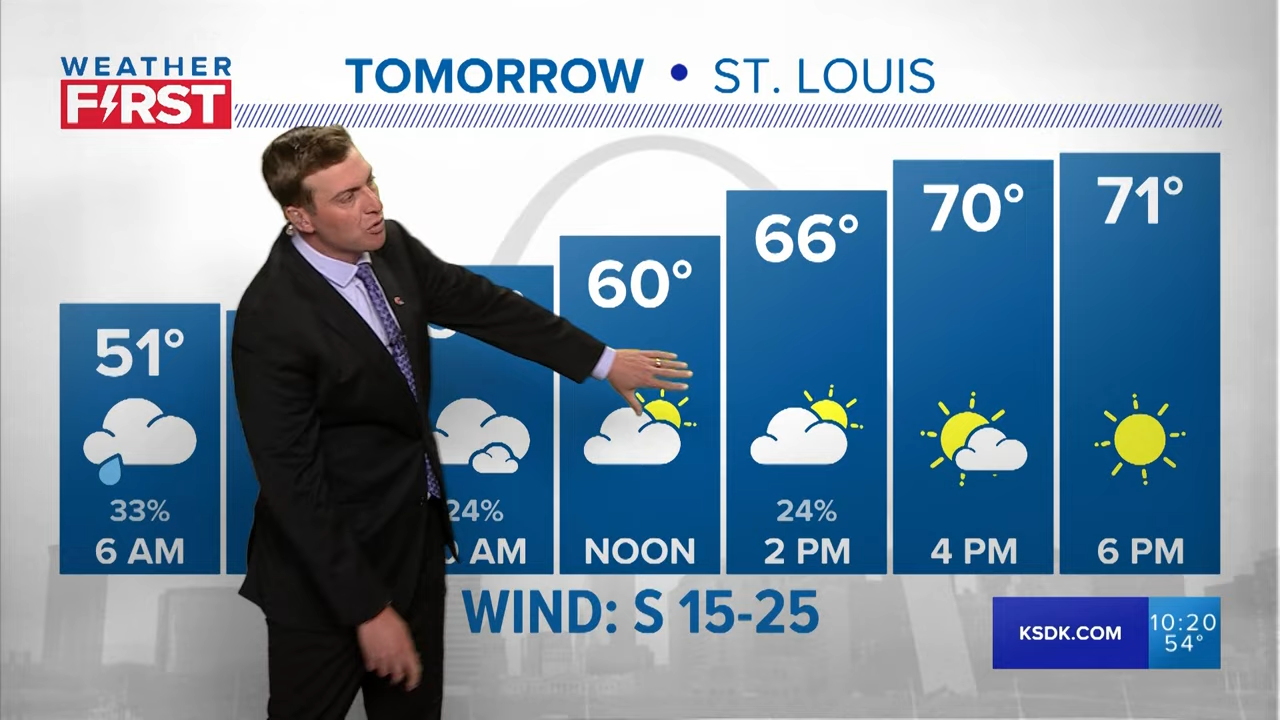 WEATHER
FIRST
TOMORROW • ST. LOUIS
51°
60°
66°
70°
71°
33%
24%
24%
6 AM
AM
NOON
2 PM
4 PM
6 PM
WIND: S 15-25
KSDK.COM
10:20
54°